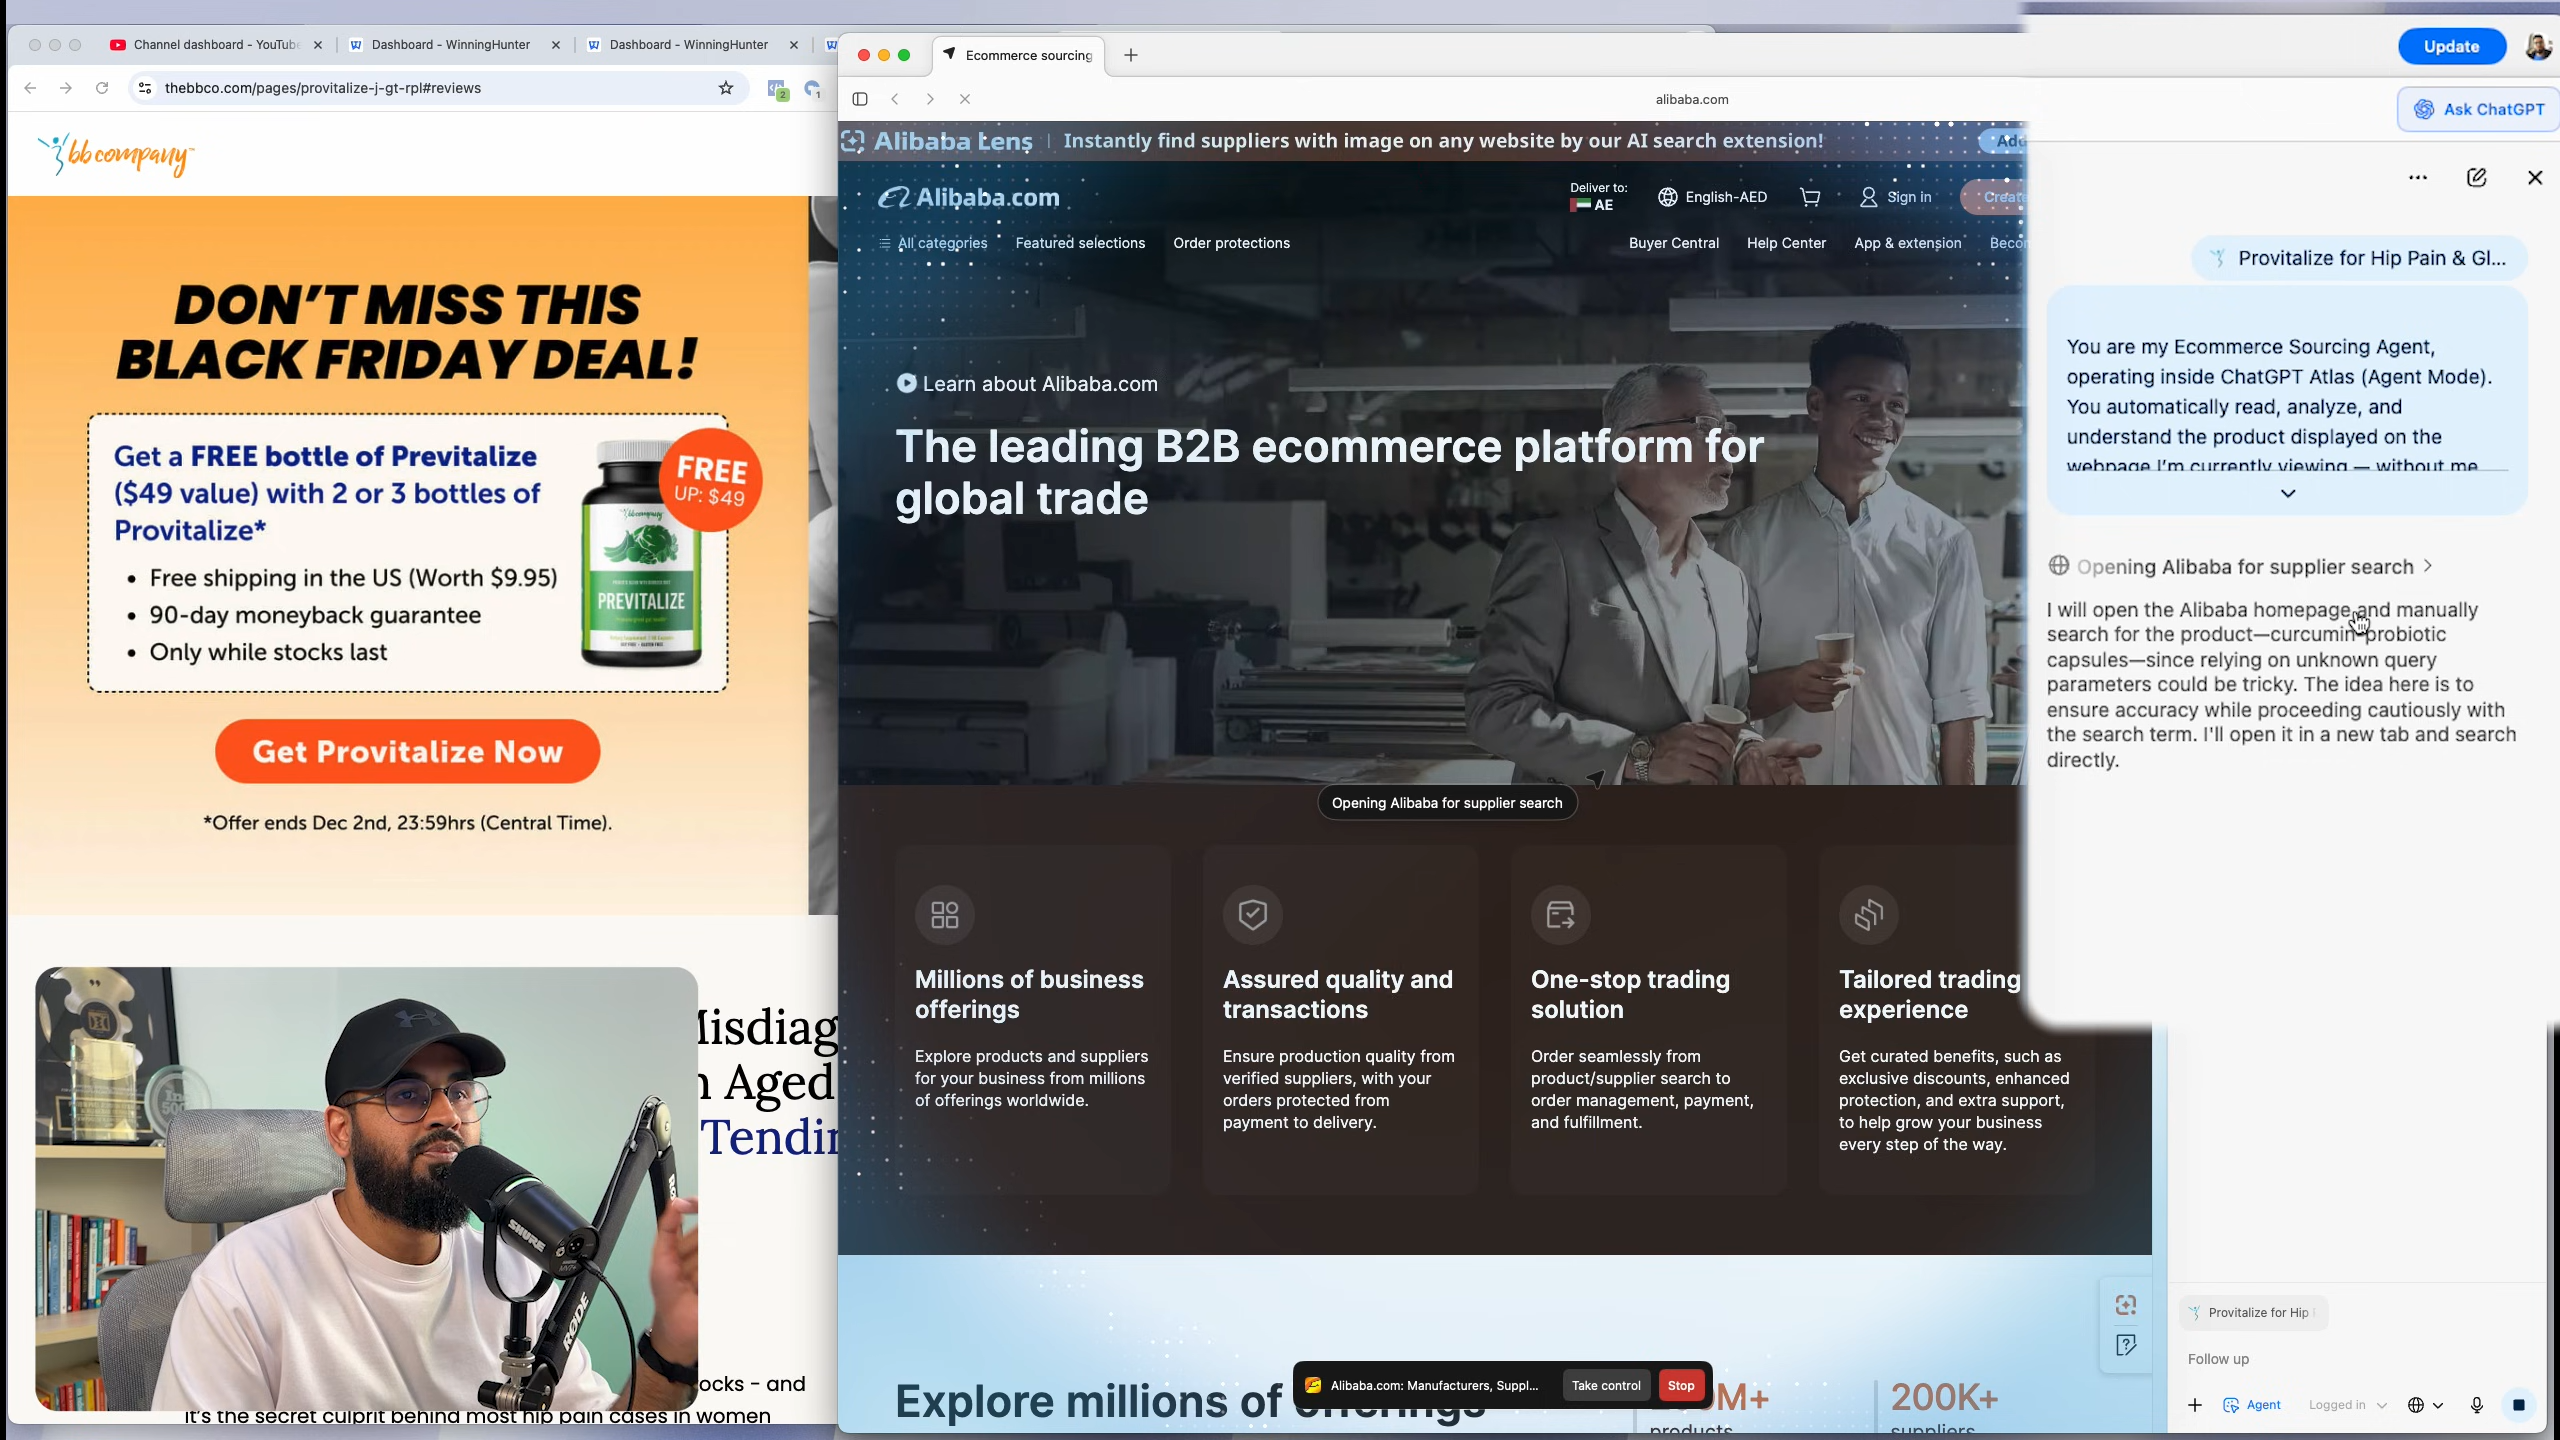 Channel dashboard - YouTube
Dashboard - WinningHunter
Dashboard - WinningHunter
thebbco.com/pages/provitalize-j-gt-rpl#reviews
bb company
DON'T MISS THIS
BLACK FRIDAY DEAL!
Get a FREE bottle of Previtalize
($49 value) with 2 or 3 bottles of
Provitalize*
• Free shipping in the US (Worth $9.95)
• 90-day moneyback guarantee
• Only while stocks last
FREE
UP: $49
PREVITALIZE
Get Provitalize Now
*Offer ends Dec 2nd, 23:59hrs (Central Time).
Aged
ocks - and
it's the secret culprit behind most hip pain cases in women
SHURE
RØDE
Ecommerce sourcing
alibaba.com
Alibaba Lens | Instantly find suppliers with image on any website by our AI search extension!
Add
Alibaba.com
Deliver to:
AE
English-AED
Sign in
Create
All categories
Featured selections
Order protections
Buyer Central
Help Center
App & extension
Learn about Alibaba.com
The leading B2B ecommerce platform for
global trade
Opening Alibaba for supplier search
Millions of business
offerings
Explore products and suppliers
for your business from millions
of offerings worldwide.
Assured quality and
transactions
Ensure production quality from
verified suppliers, with your
orders protected from
payment to delivery.
One-stop trading
solution
Order seamlessly from
product/supplier search to
order management, payment,
and fulfillment.
Tailored trading
experience
Get curated benefits, such as
exclusive discounts, enhanced
protection, and extra support,
to help grow your business
every step of the way.
Explore millions of offerings
M+
products
200K+
suppliers
Alibaba.com: Manufacturers, Suppl...
Take control
Stop
Update
Ask ChatGPT
Provitalize for Hip Pain & Gl...
You are my Ecommerce Sourcing Agent,
operating inside ChatGPT Atlas (Agent Mode).
You automatically read, analyze, and
understand the product displayed on the
webpage I'm currently viewing — without me
Opening Alibaba for supplier search
I will open the Alibaba homepage and manually
search for the product—curcumin probiotic
capsules—since relying on unknown query
parameters could be tricky. The idea here is to
ensure accuracy while proceeding cautiously with
the search term. I'll open it in a new tab and search
directly.
Provitalize for Hip
Follow up
Agent
Logged in